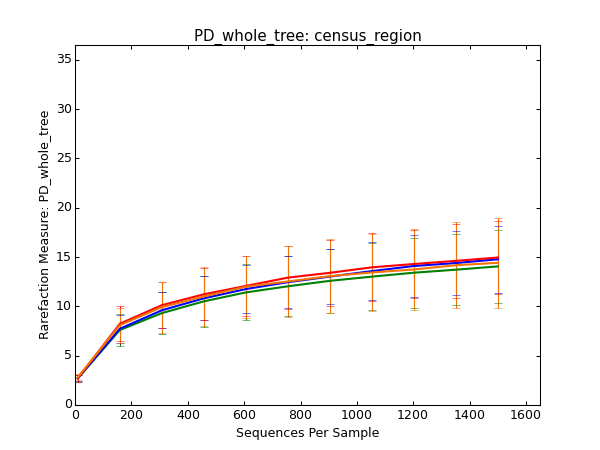 PD_whole_tree: census_region
Rarefaction Measure: PD_whole_tree
35
30
25
20
15
10
5
0
0 200 400 600 800 1000 1200 1400 1600
Sequences Per Sample